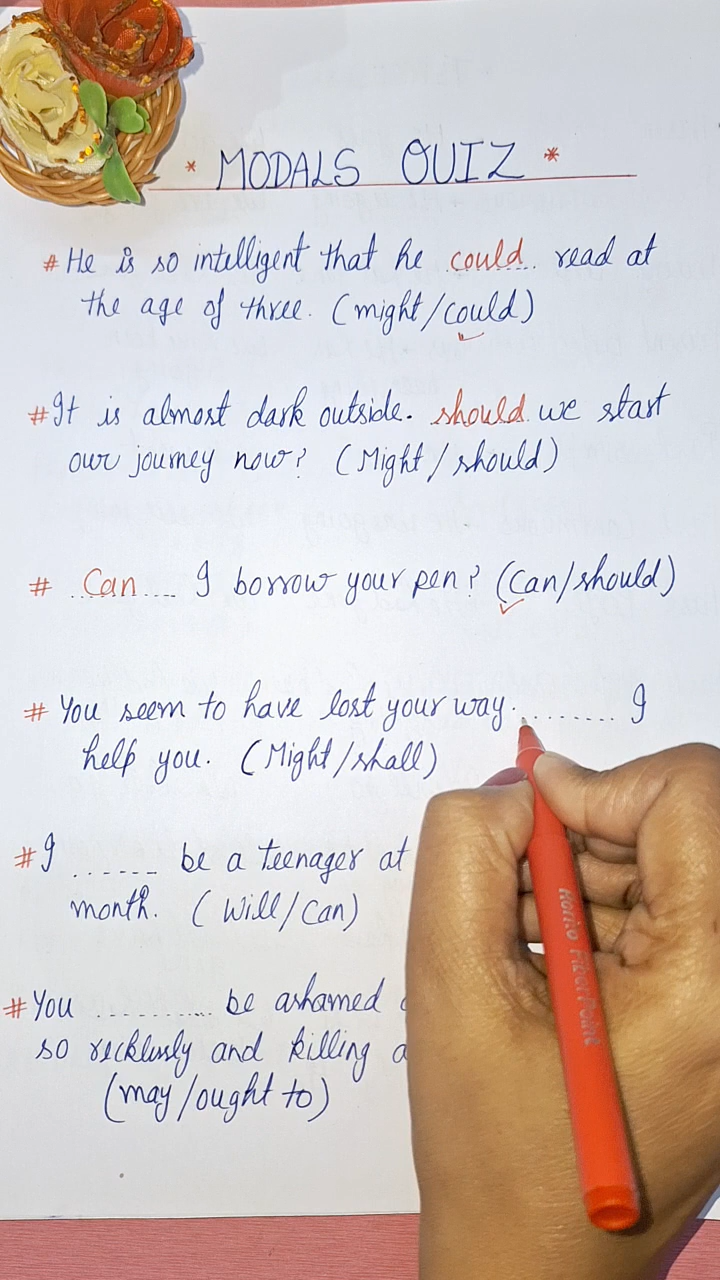 * MODALS QUIZ *
# He is so intelligent that he could read at
the age of three. (might/could)
# It is almost dark outside. should we start
our journey now? (Might/should)
# Can I borrow your pen? (Can/should)
# You seem to have lost your way. ........ I
help you. (Might/shall)
# I ...... be a teenager at
month. (Will/Can)
# You .......... be ashamed
so recklessly and killing a
(may/ought to)